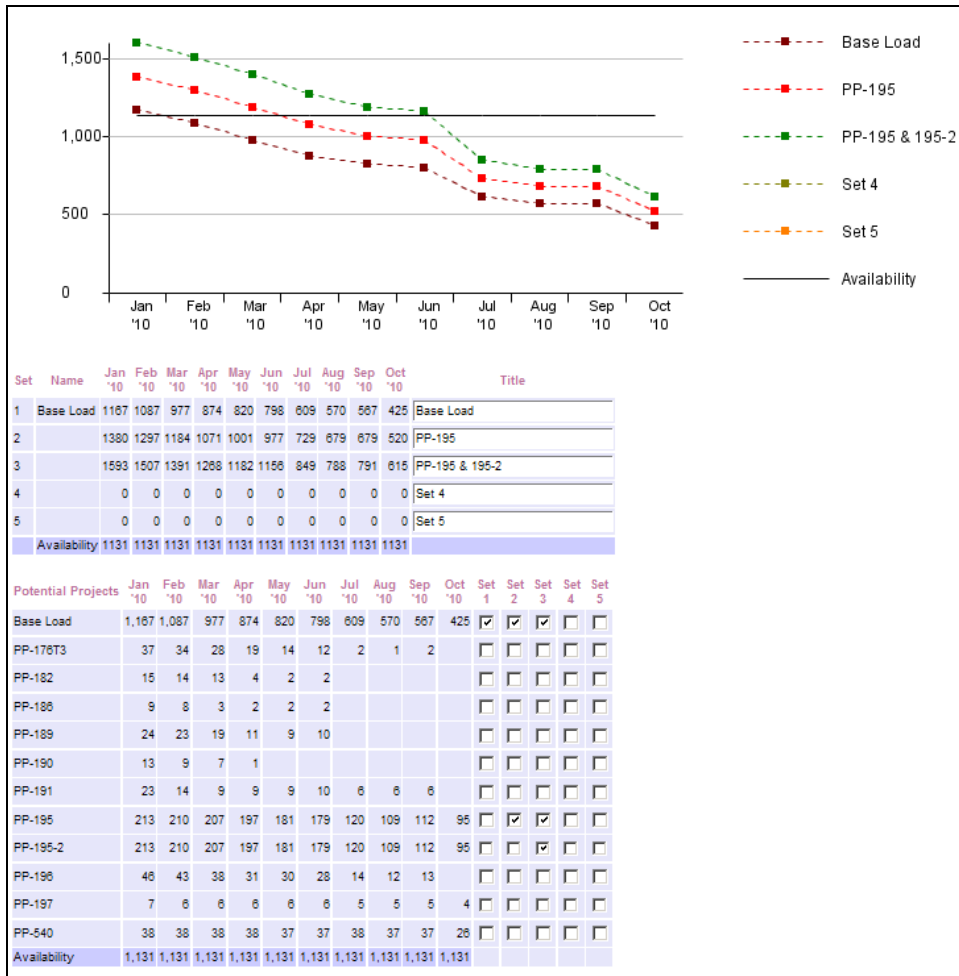 1,500
1,000
500
0
Jan Feb Mar Apr May Jun Jul Aug Sep Oct
'10 '10 '10 '10 '10 '10 '10 '10 '10 '10
Base Load
PP-195
PP-195 & 195-2
Set 4
Set 5
Availability
Set Name Jan '10 Feb '10 Mar '10 Apr '10 May '10 Jun '10 Jul '10 Aug '10 Sep '10 Oct '10 Title
1 Base Load 1167 1087 977 874 820 798 609 570 567 425 Base Load
2 1380 1297 1184 1071 1001 977 729 679 679 520 PP-195
3 1593 1507 1391 1268 1182 1156 849 788 791 615 PP-195 & 195-2
4 0 0 0 0 0 0 0 0 0 0 Set 4
5 0 0 0 0 0 0 0 0 0 0 Set 5
Availability 1131 1131 1131 1131 1131 1131 1131 1131 1131 1131
Potential Projects Jan '10 Feb '10 Mar '10 Apr '10 May '10 Jun '10 Jul '10 Aug '10 Sep '10 Oct '10 Set 1 Set 2 Set 3 Set 4 Set 5
Base Load 1,167 1,087 977 874 820 798 609 570 567 425
PP-176T3 37 34 28 19 14 12 2 1 2
PP-182 15 14 13 4 2 2
PP-186 9 8 3 2 2 2
PP-189 24 23 19 11 9 10
PP-190 13 9 7 1
PP-191 23 14 9 9 9 10 6 6 6
PP-195 213 210 207 197 181 179 120 109 112 95
PP-195-2 213 210 207 197 181 179 120 109 112 95
PP-196 46 43 38 31 30 28 14 12 13
PP-197 7 6 6 6 6 6 5 5 5 4
PP-540 38 38 38 38 37 37 38 37 37 26
Availability 1,131 1,131 1,131 1,131 1,131 1,131 1,131 1,131 1,131 1,131